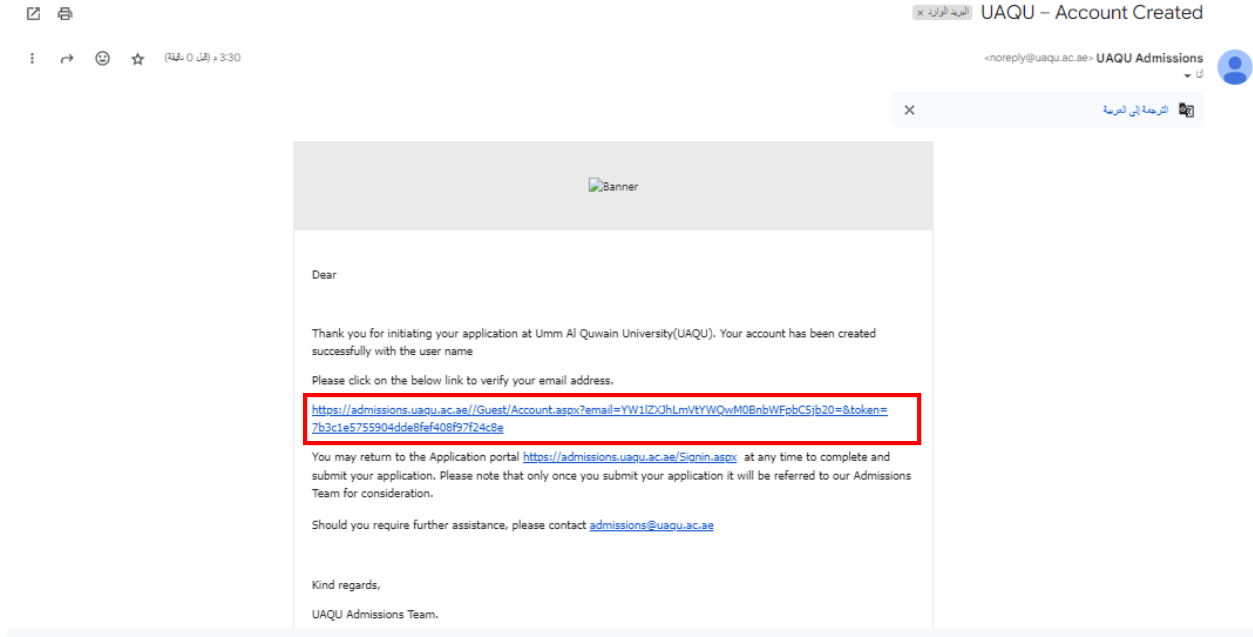 UAQU – Account Created
البريد الوارد ×
UAQU Admissions <noreply@uaqu.ac.ae>
أنا
3:30 م (قبل 0 دقيقة)
الترجمة إلى العربية
Banner
Dear
Thank you for initiating your application at Umm Al Quwain University(UAQU). Your account has been created
successfully with the user name
Please click on the below link to verify your email address.
https://admissions.uaqu.ac.ae//Guest/Account.aspx?email=YW1lZXJhLmVtYWQwM0BnbWFpbC5jb20=&token=
7b3c1e5755904dde8fef408f97f24c8e
You may return to the Application portal https://admissions.uaqu.ac.ae/Signin.aspx at any time to complete and
submit your application. Please note that only once you submit your application it will be referred to our Admissions
Team for consideration.
Should you require further assistance, please contact admissions@uaqu.ac.ae
Kind regards,
UAQU Admissions Team.